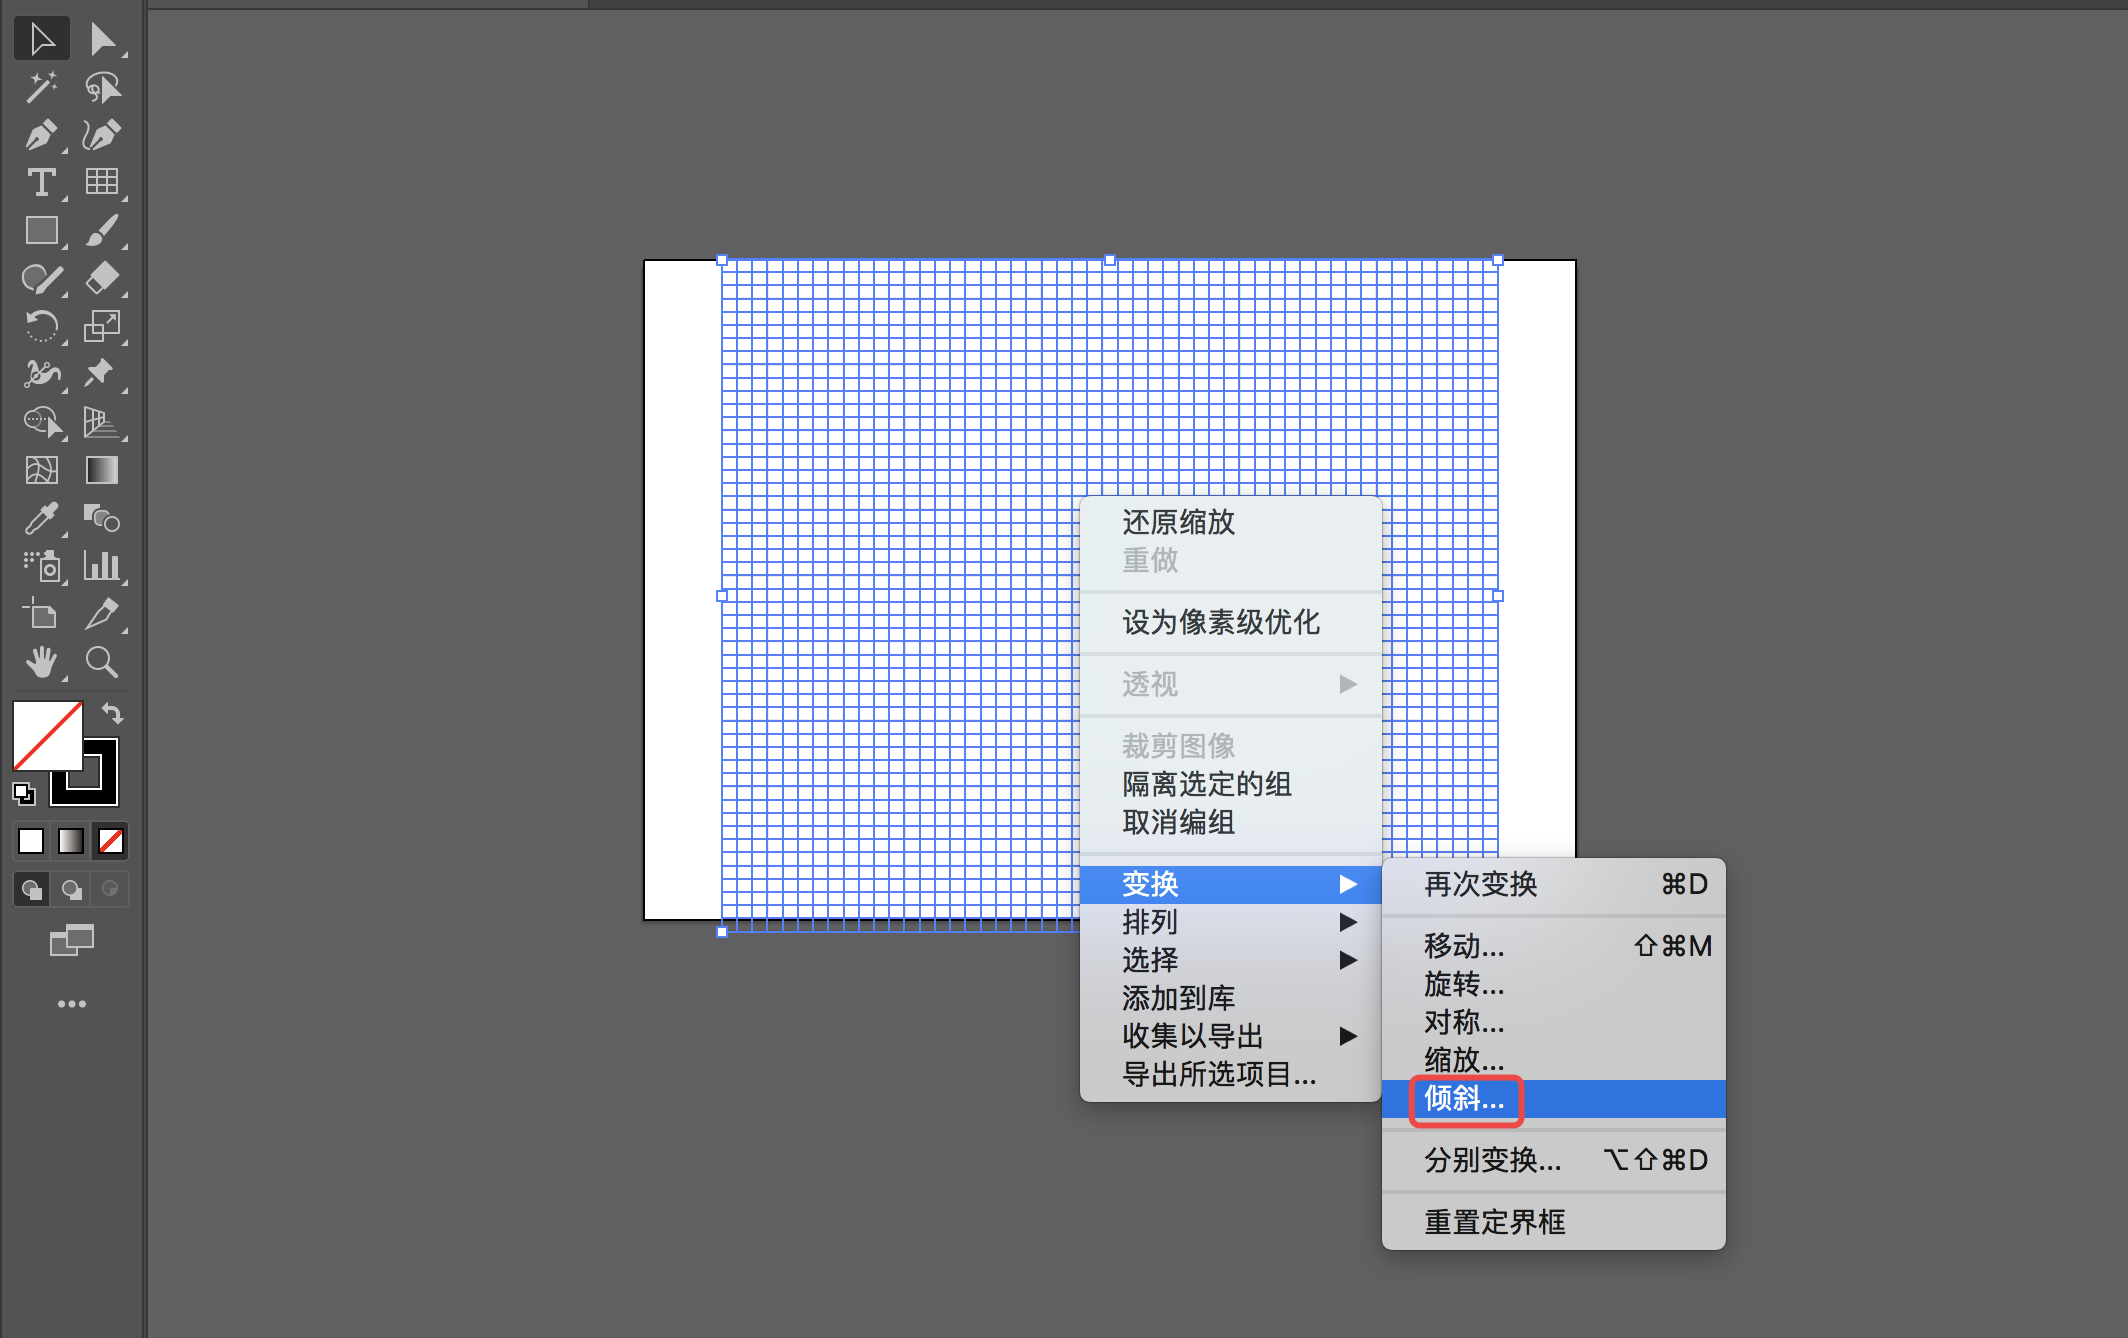 还原缩放
重做
设为像素级优化
透视
裁剪图像
隔离选定的组
取消编组
变换
排列
选择
添加到库
收集以导出
导出所选项目...
再次变换 ⌘D
移动... ⇧⌘M
旋转...
对称...
缩放...
倾斜...
分别变换... ⌥⇧⌘D
重置定界框